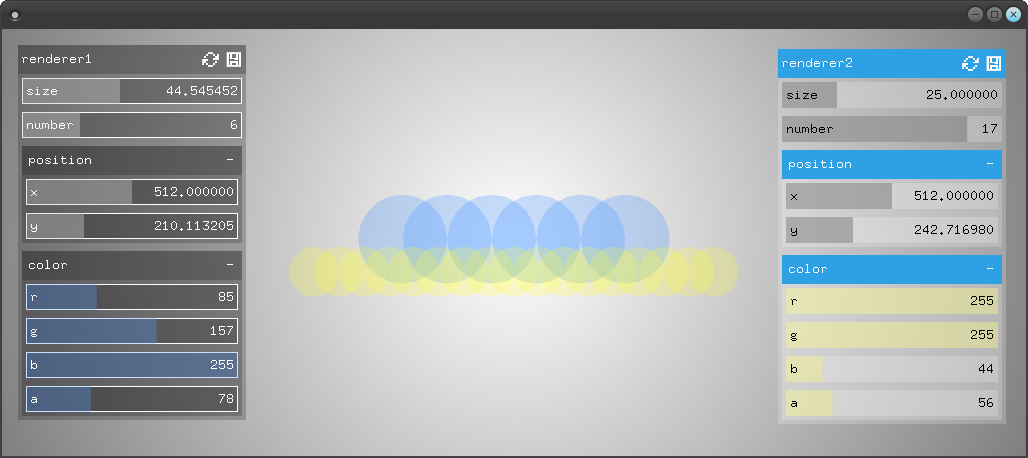 renderer1
size 44.545452
number 6
position -
x 512.000000
y 210.113205
color -
r 85
g 157
b 255
a 78
renderer2
size 25.000000
number 17
position -
x 512.000000
y 242.716980
color -
r 255
g 255
b 44
a 56